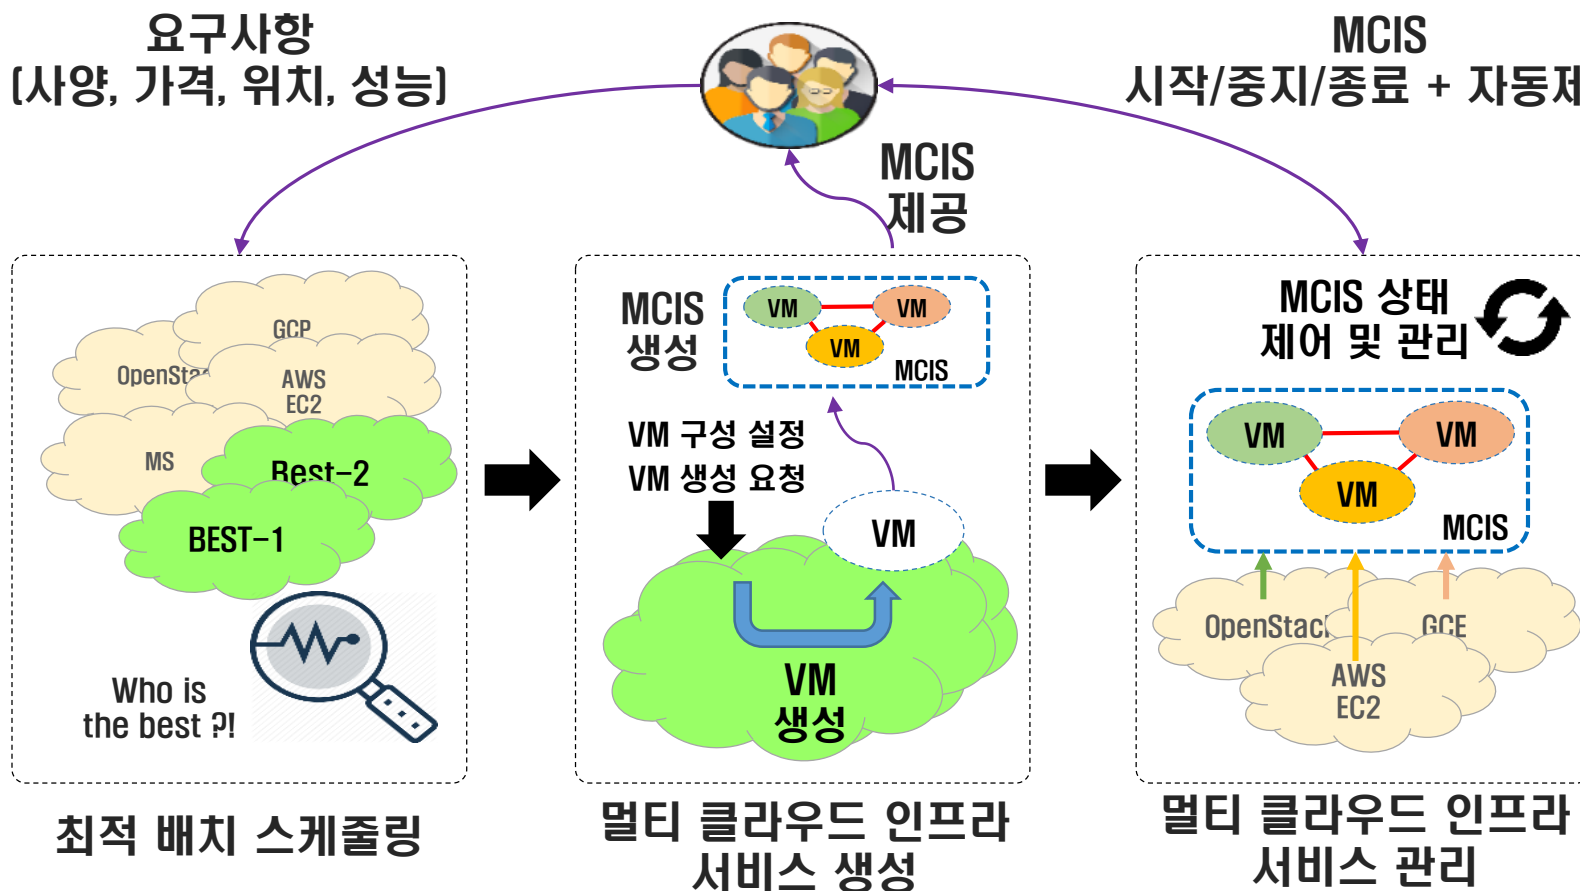 요구사항
(사양, 가격, 위치, 성능)
MCIS
시작/중지/종료 + 자동제
MCIS
제공
GCP
OpenStac
AWS
EC2
MS
Best-2
BEST-1
Who is
the best ?!
MCIS
생성
VM
VM
VM
MCIS
VM 구성 설정
VM 생성 요청
VM
VM
생성
MCIS 상태
제어 및 관리
VM
VM
VM
MCIS
OpenStack
GCE
AWS
EC2
최적 배치 스케줄링
멀티 클라우드 인프라
서비스 생성
멀티 클라우드 인프라
서비스 관리